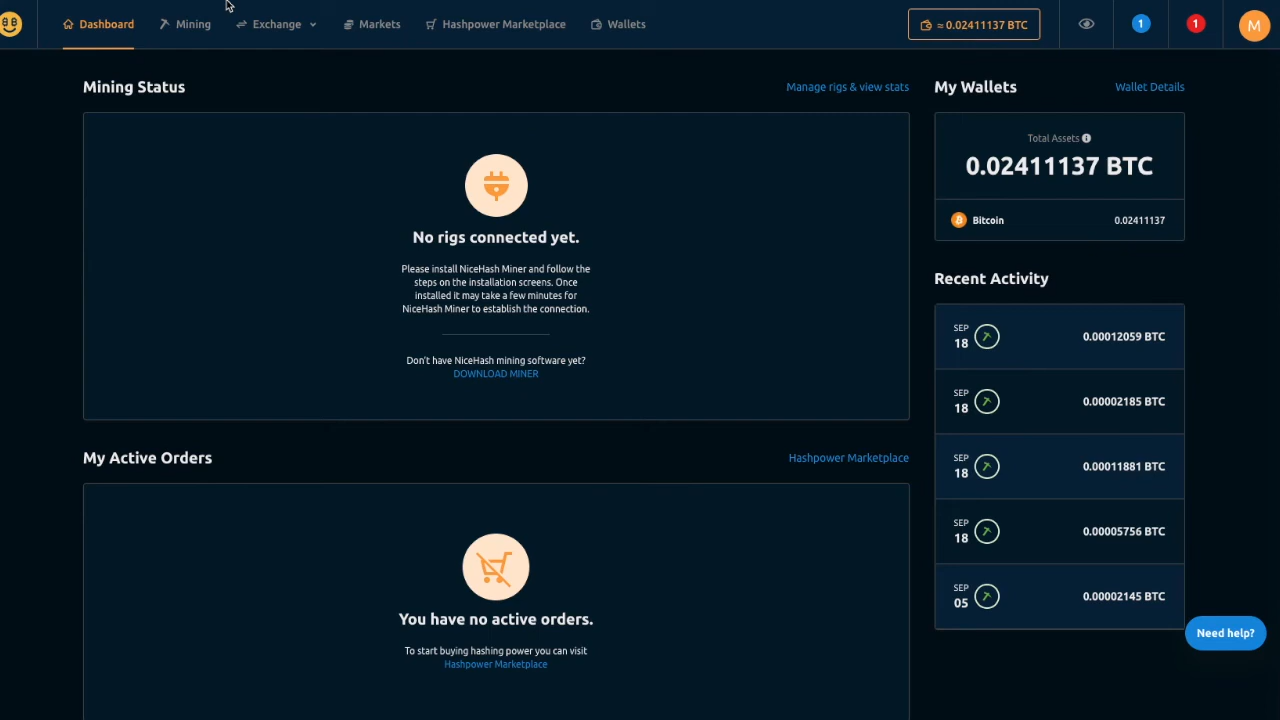 Dashboard Mining Exchange Markets Hashpower Marketplace Wallets ≈ 0.02411137 BTC 1 1 M
Mining Status Manage rigs & view stats
No rigs connected yet.
Please install NiceHash Miner and follow the
steps on the installation screens. Once
installed it may take a few minutes for
NiceHash Miner to establish the connection.
Don't have NiceHash mining software yet?
DOWNLOAD MINER
My Active Orders Hashpower Marketplace
You have no active orders.
To start buying hashing power you can visit
Hashpower Marketplace
My Wallets Wallet Details
Total Assets
0.02411137 BTC
Bitcoin 0.02411137
Recent Activity
SEP
18 0.00012059 BTC
SEP
18 0.00002185 BTC
SEP
18 0.00011881 BTC
SEP
18 0.00005756 BTC
SEP
05 0.00002145 BTC
Need help?